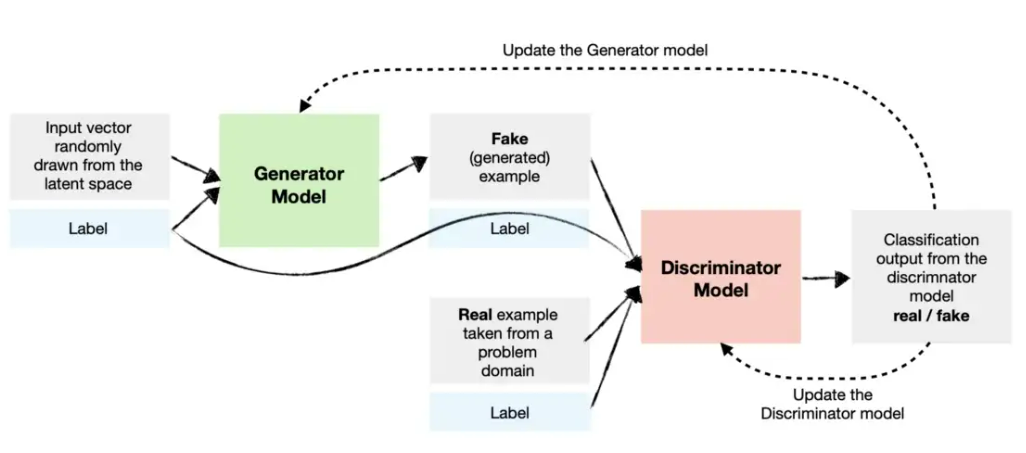 Update the Generator model
Input vector
randomly
drawn from the
latent space
Label
Generator
Model
Fake
(generated)
example
Label
Real example
taken from a
problem
domain
Label
Discriminator
Model
Classification
output from the
discrimnator
model
real / fake
Update the
Discriminator model